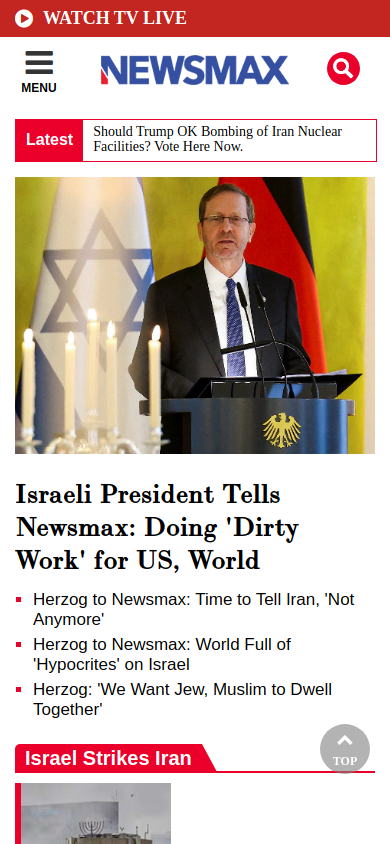 WATCH TV LIVE
MENU
NEWSMAX
Latest
Should Trump OK Bombing of Iran Nuclear
Facilities? Vote Here Now.
Israeli President Tells
Newsmax: Doing 'Dirty
Work' for US, World
Herzog to Newsmax: Time to Tell Iran, 'Not
Anymore'
Herzog to Newsmax: World Full of
'Hypocrites' on Israel
Herzog: 'We Want Jew, Muslim to Dwell
Together'
TOP
Israel Strikes Iran